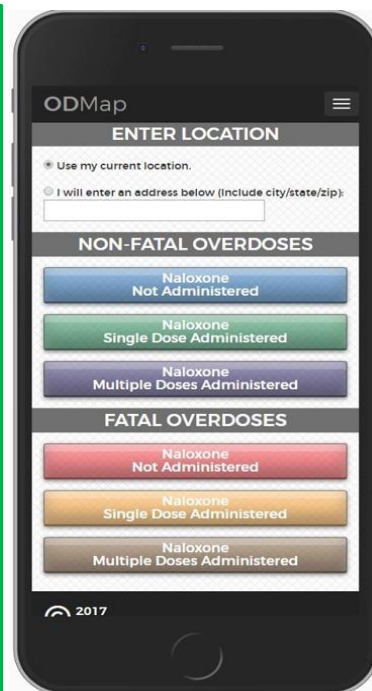 ODMap
ENTER LOCATION
Use my current location.
I will enter an address below (Include city/state/zip):
NON-FATAL OVERDOSES
Naloxone
Not Administered
Naloxone
Single Dose Administered
Naloxone
Multiple Doses Administered
FATAL OVERDOSES
Naloxone
Not Administered
Naloxone
Single Dose Administered
Naloxone
Multiple Doses Administered
© 2017